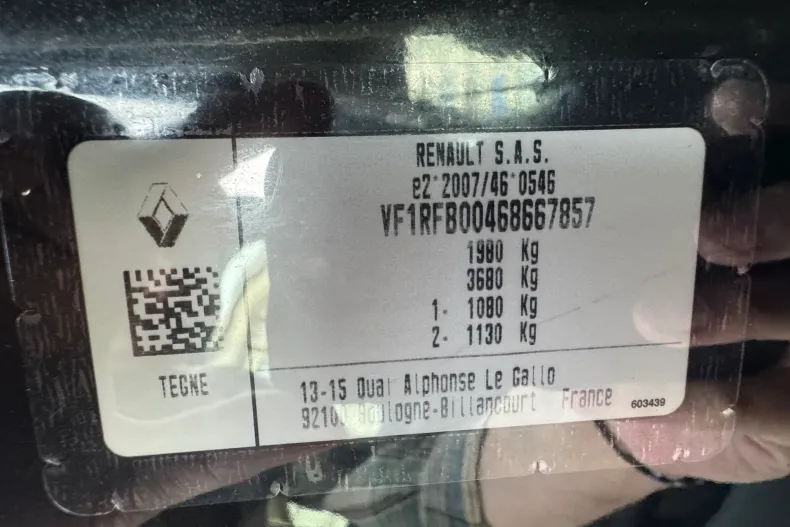 RENAULT S.A.S.
e2*2007/46*0546
VF1RFB00468667857
1980 Kg
3680 Kg
1- 1080 Kg
2- 1130 Kg
TEGNE
13-15 Quai Alphonse Le Gallo
92100 Boulogne-Billancourt France
603439